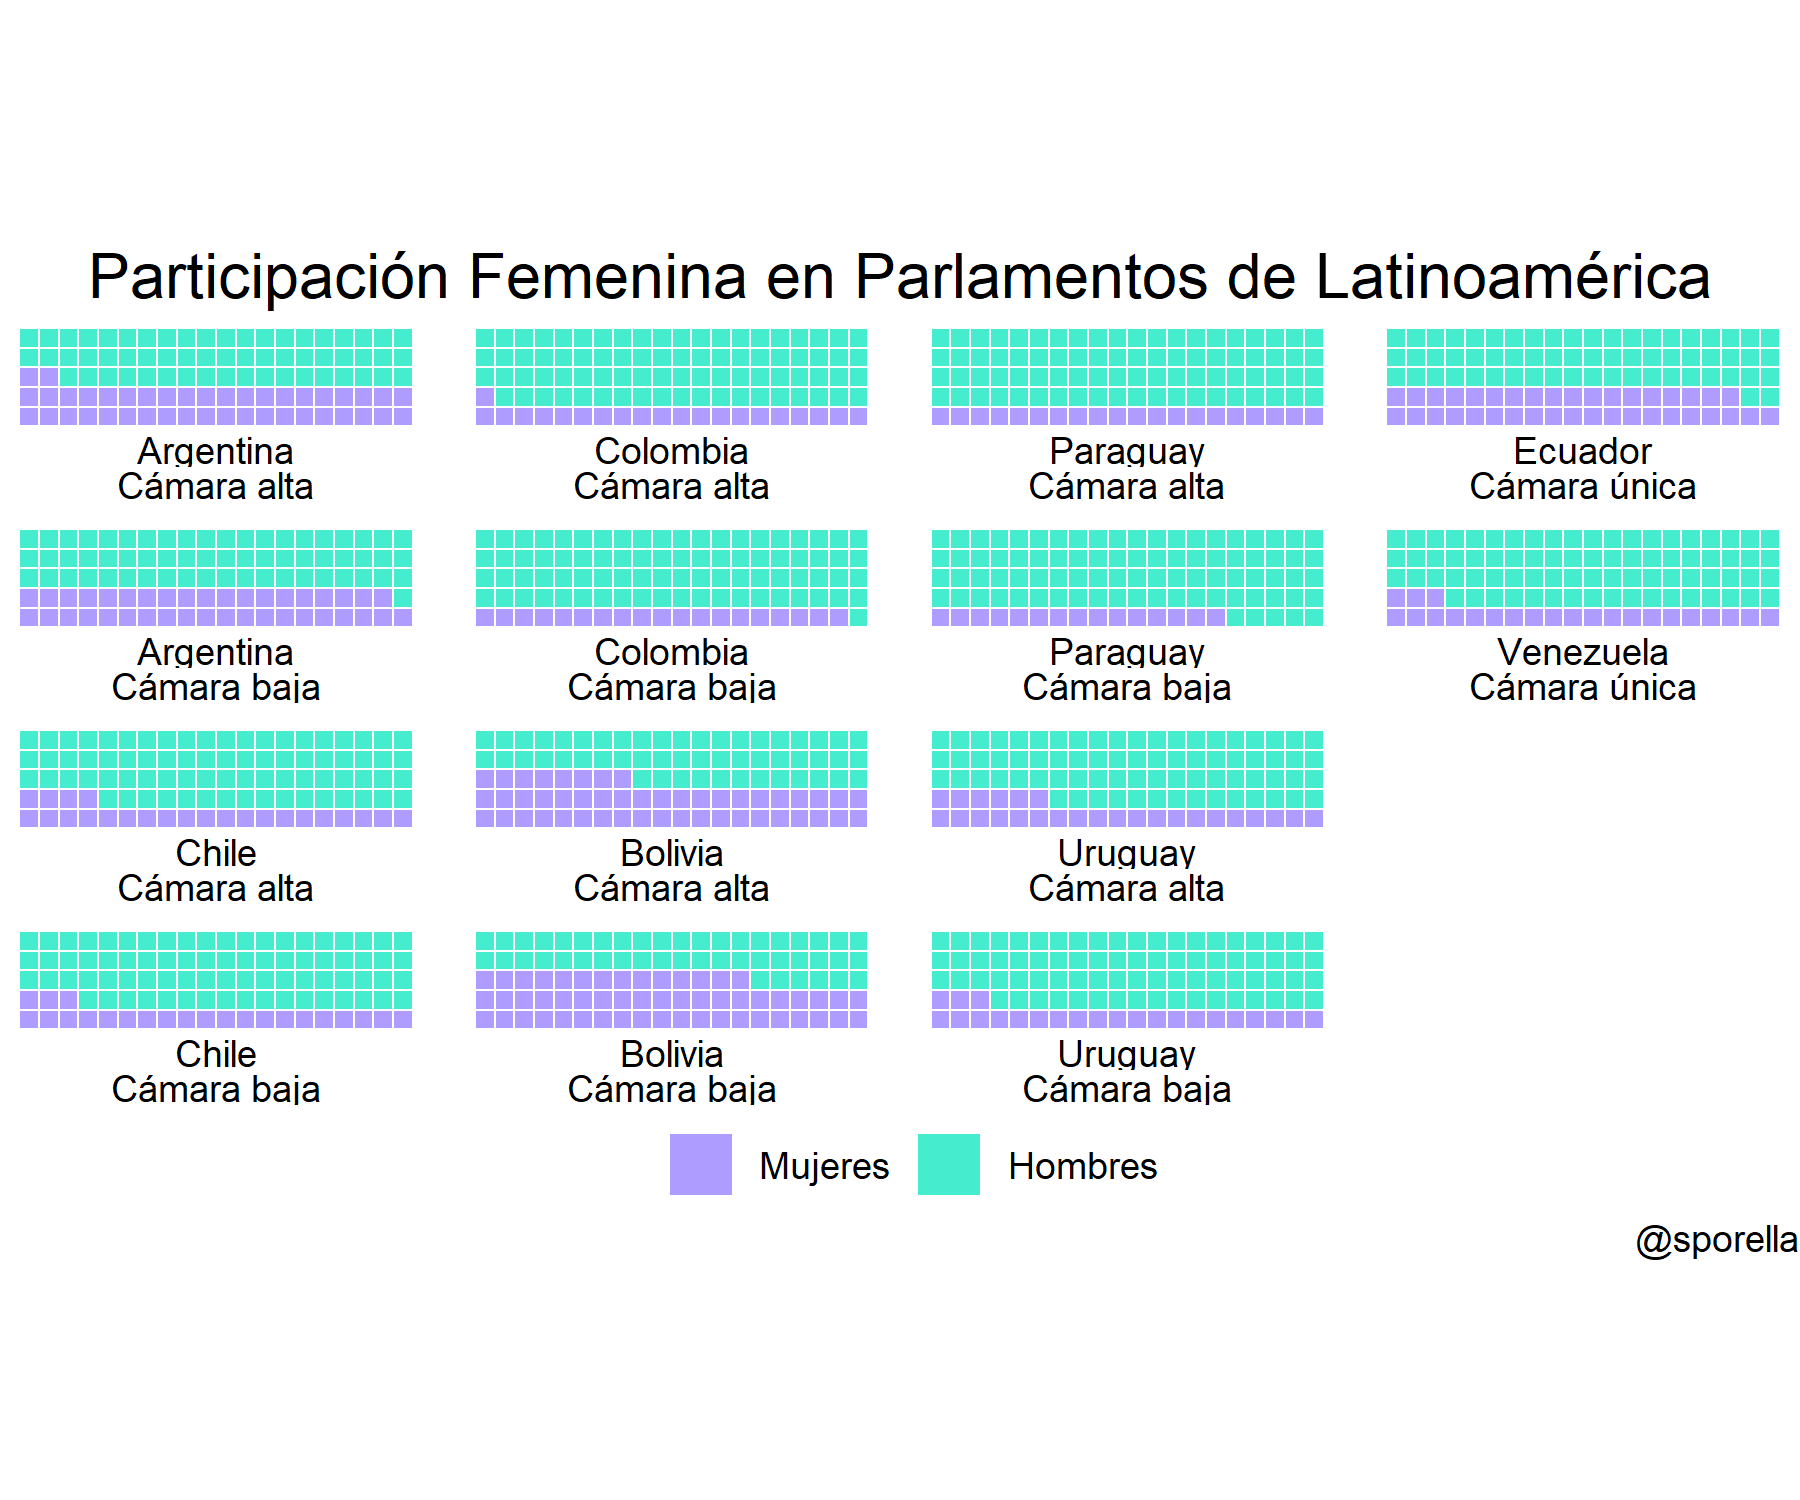 Participación Femenina en Parlamentos de Latinoamérica
Argentina
Cámara alta
Colombia
Cámara alta
Paraguay
Cámara alta
Ecuador
Cámara única
Argentina
Cámara baja
Colombia
Cámara baja
Paraguay
Cámara baja
Venezuela
Cámara única
Chile
Cámara alta
Bolivia
Cámara alta
Uruguay
Cámara alta
Chile
Cámara baja
Bolivia
Cámara baja
Uruguay
Cámara baja
Mujeres
Hombres
@sporella